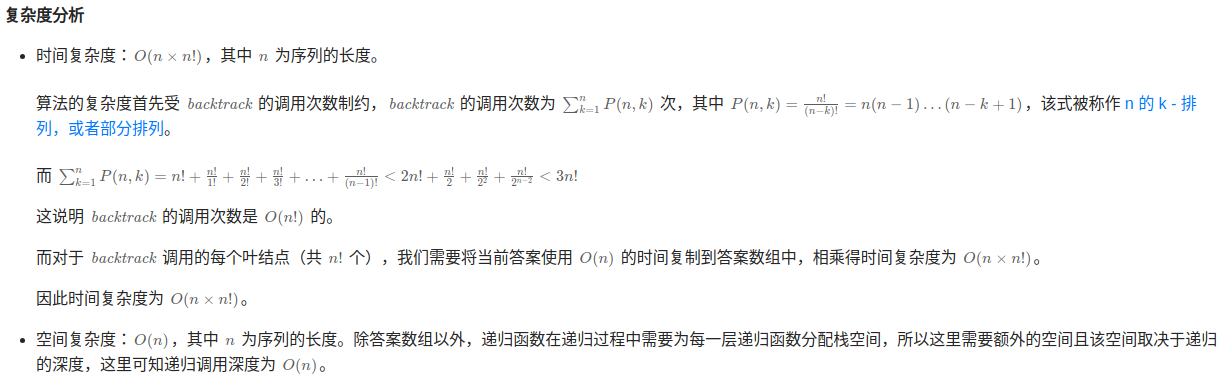 复杂度分析
• 时间复杂度：O(n × n!)，其中 n 为序列的长度。
算法的复杂度首先受 backtrack 的调用次数制约，backtrack 的调用次数为 ∑_{k=1}^{n} P(n, k) 次，其中 P(n, k) = \frac{n!}{(n-k)!} = n(n − 1) . . . (n − k + 1)，该式被称作 n 的 k - 排
列，或者部分排列。
而 ∑_{k=1}^{n} P(n, k) = n! + \frac{n!}{1!} + \frac{n!}{2!} + \frac{n!}{3!} + . . . + \frac{n!}{(n-1)!} < 2n! + \frac{n!}{2} + \frac{n!}{2^2} + \frac{n!}{2^{n-2}} < 3n!
这说明 backtrack 的调用次数是 O(n!) 的。
而对于 backtrack 调用的每个叶结点（共 n! 个），我们需要将当前答案使用 O(n) 的时间复制到答案数组中，相乘得时间复杂度为 O(n × n!)。
因此时间复杂度为 O(n × n!)。
• 空间复杂度：O(n)，其中 n 为序列的长度。除答案数组以外，递归函数在递归过程中需要为每一层递归函数分配栈空间，所以这里需要额外的空间且该空间取决于递归
的深度，这里可知递归调用深度为 O(n)。